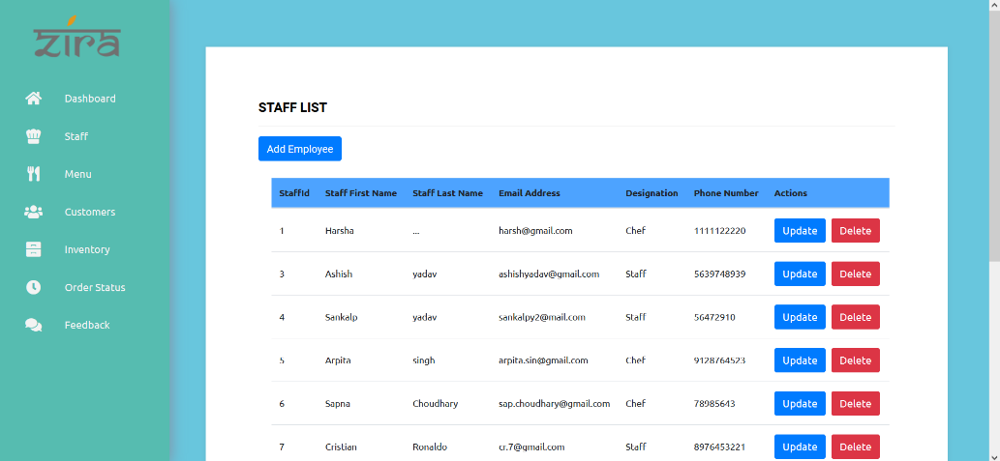 zira
Dashboard
Staff
Menu
Customers
Inventory
Order Status
Feedback
STAFF LIST
Add Employee
StaffId Staff First Name Staff Last Name Email Address Designation Phone Number Actions
1 Harsha ... harsh@gmail.com Chef 1111122220 Update Delete
3 Ashish yadav ashishyadav@gmail.com Staff 5639748939 Update Delete
4 Sankalp yadav sankalpy2@mail.com Staff 56472910 Update Delete
5 Arpita singh arpita.sin@gmail.com Chef 9128764523 Update Delete
6 Sapna Choudhary sap.choudhary@gmail.com Chef 78985643 Update Delete
7 Cristian Ronaldo cr.7@gmail.com Staff 8976453221 Update Delete